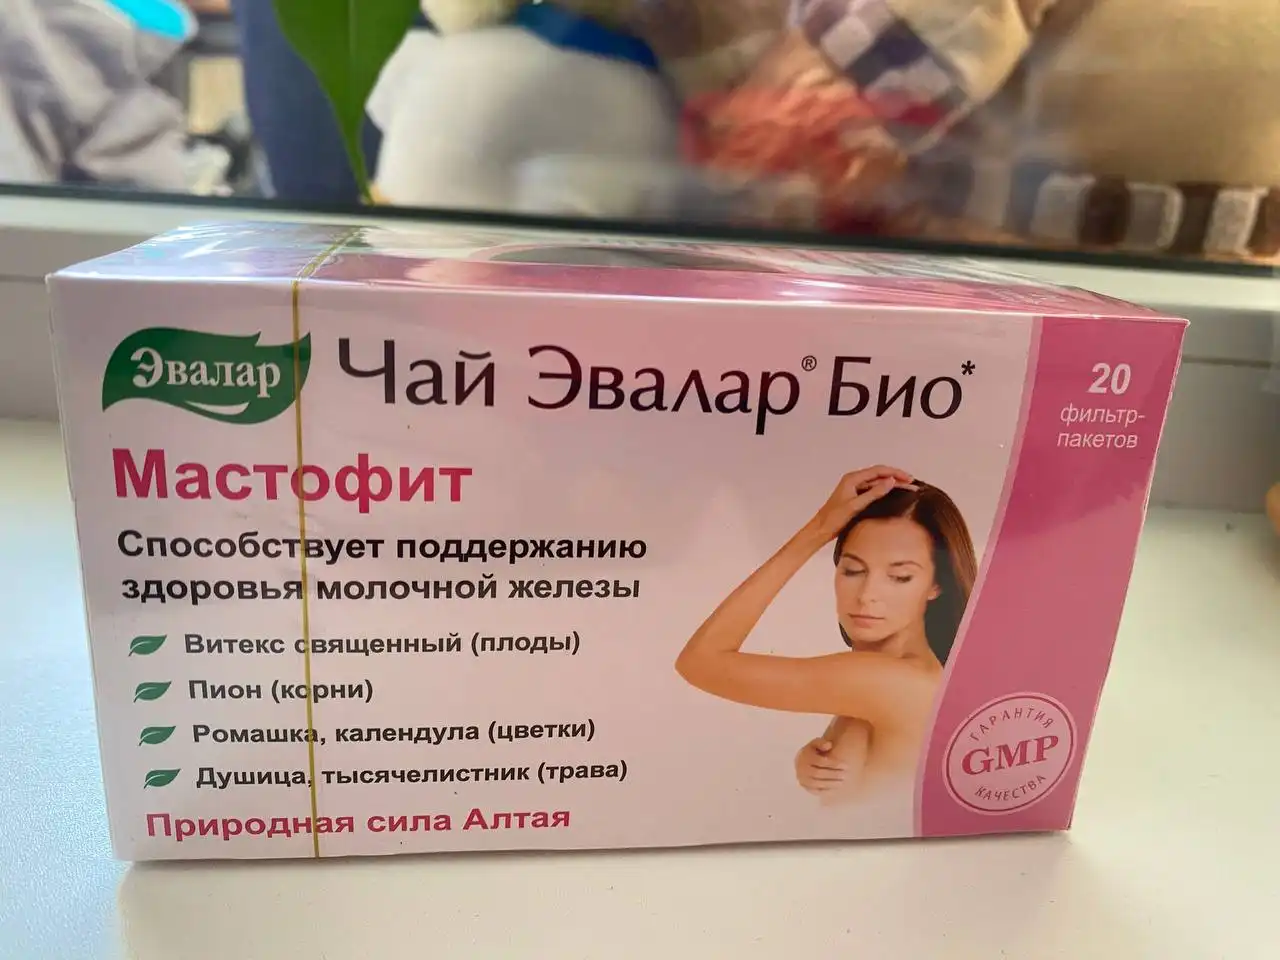 Эвалар
Чай Эвалар® Био*
Мастофит
Способствует поддержанию
здоровья молочной железы
Витекс священный (плоды)
Пион (корни)
Ромашка, календула (цветки)
Душица, тысячелистник (трава)
Природная сила Алтая
20
фильтр-
пакетов
ГАРАНТИЯ
GMP
КАЧЕСТВА